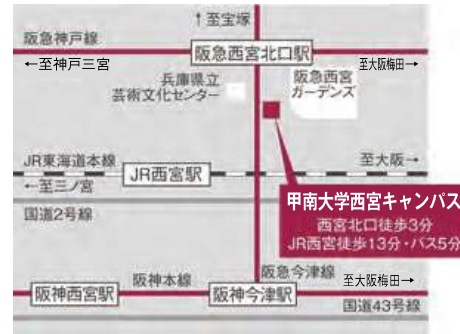 ↑至宝塚
阪急神戸線
阪急西宮北口駅
←至神戸三宮
至大阪梅田→
兵庫県立
芸術文化センター
阪急西宮
ガーデンズ
JR東海道本線
JR西宮駅
至大阪→
←至三ノ宮
国道2号線
甲南大学西宮キャンパス
西宮北口徒歩3分
JR西宮徒歩13分・バス5分
阪神本線
阪急今津線
至大阪梅田→
阪神西宮駅
阪神今津駅
国道43号線